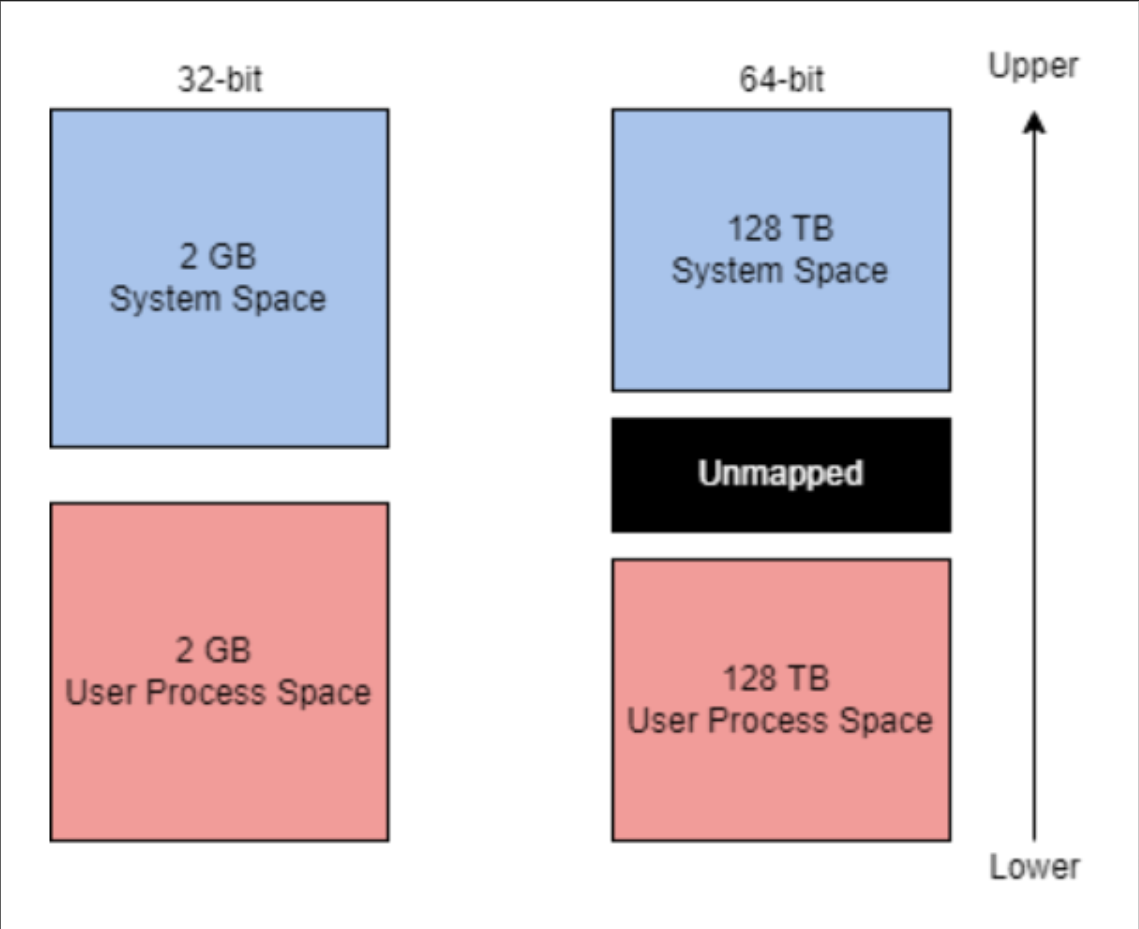 32-bit
64-bit
Upper
2 GB
System Space
128 TB
System Space
Unmapped
2 GB
User Process Space
128 TB
User Process Space
Lower